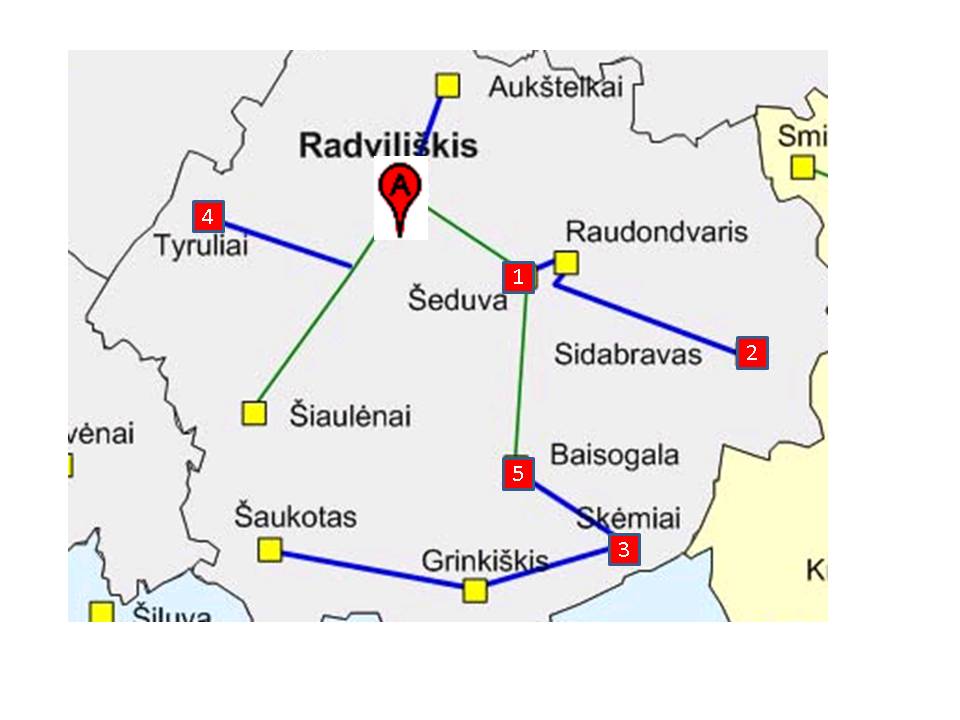 Aukštelkai
Radviliškis
Smi
A
4
Tyruliai
Raudondvaris
1
Šeduva
2
Sidabravas
Šiaulėnai
vėnai
Baisogala
5
Šaukotas
Skėmiai
3
Grinkiškis
K
Šiluva